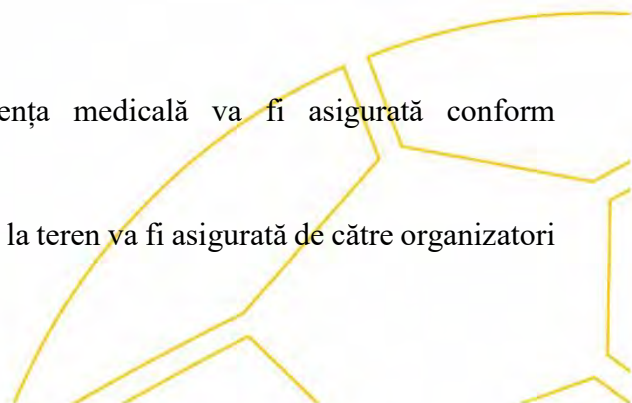 ența medicală va fi asigurată conform
la teren va fi asigurată de către organizatori